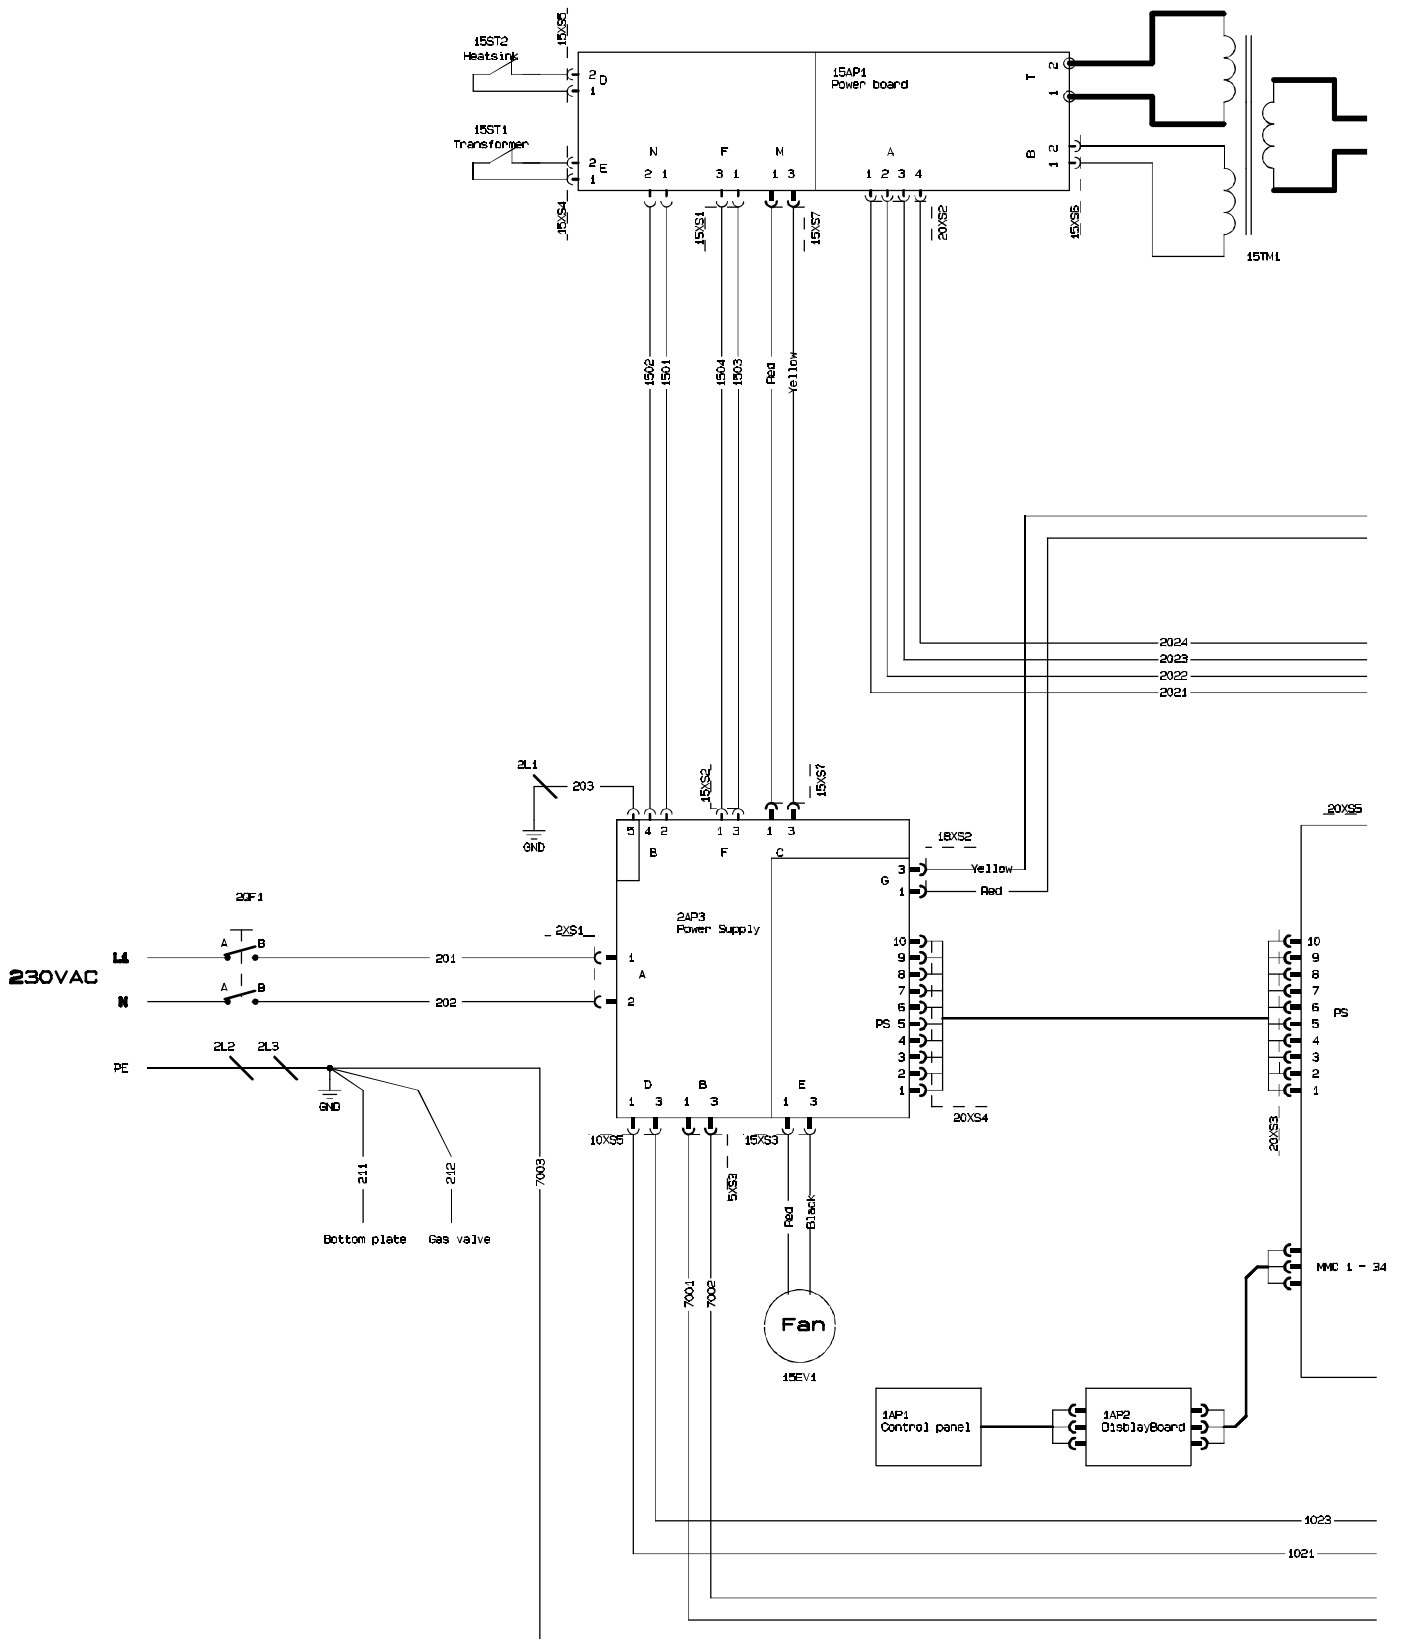 15XS5
15ST2
Heatsink
2
D
1
15AP1
Power board
T
2
1
15ST1
Transformer
2
E
1
N
F
M
A
B
2
1
2 1
3 1
1 3
1 2 3 4
15XS4
15XS1
15XS7
20XS2
15XS6
15TM1
1502
1501
1504
1503
Red
Yellow
2024
2023
2022
2021
2L1
203
15XS2
15XS7
GND
5 4 2
1 3
1 3
B
F
C
18XS2
20XS5
3
Yellow
G
1
Red
2QF1
2AP3
Power Supply
2XS1
L1
A
B
201
1
A
230VAC
N
A
B
202
2
10
9
8
7
6
PS 5
4
3
2
1
10
9
8
7
6
PS
5
4
3
2
1
PE
2L2
2L3
GND
D
B
E
1 3
1 3
1 3
20XS4
20XS3
10XS5
15XS3
5XS3
211
212
7003
Red
Black
Bottom plate
Gas valve
7001
7002
MMC 1 - 34
Fan
15EV1
1AP1
Control panel
1AP2
DisblayBoard
1023
1021